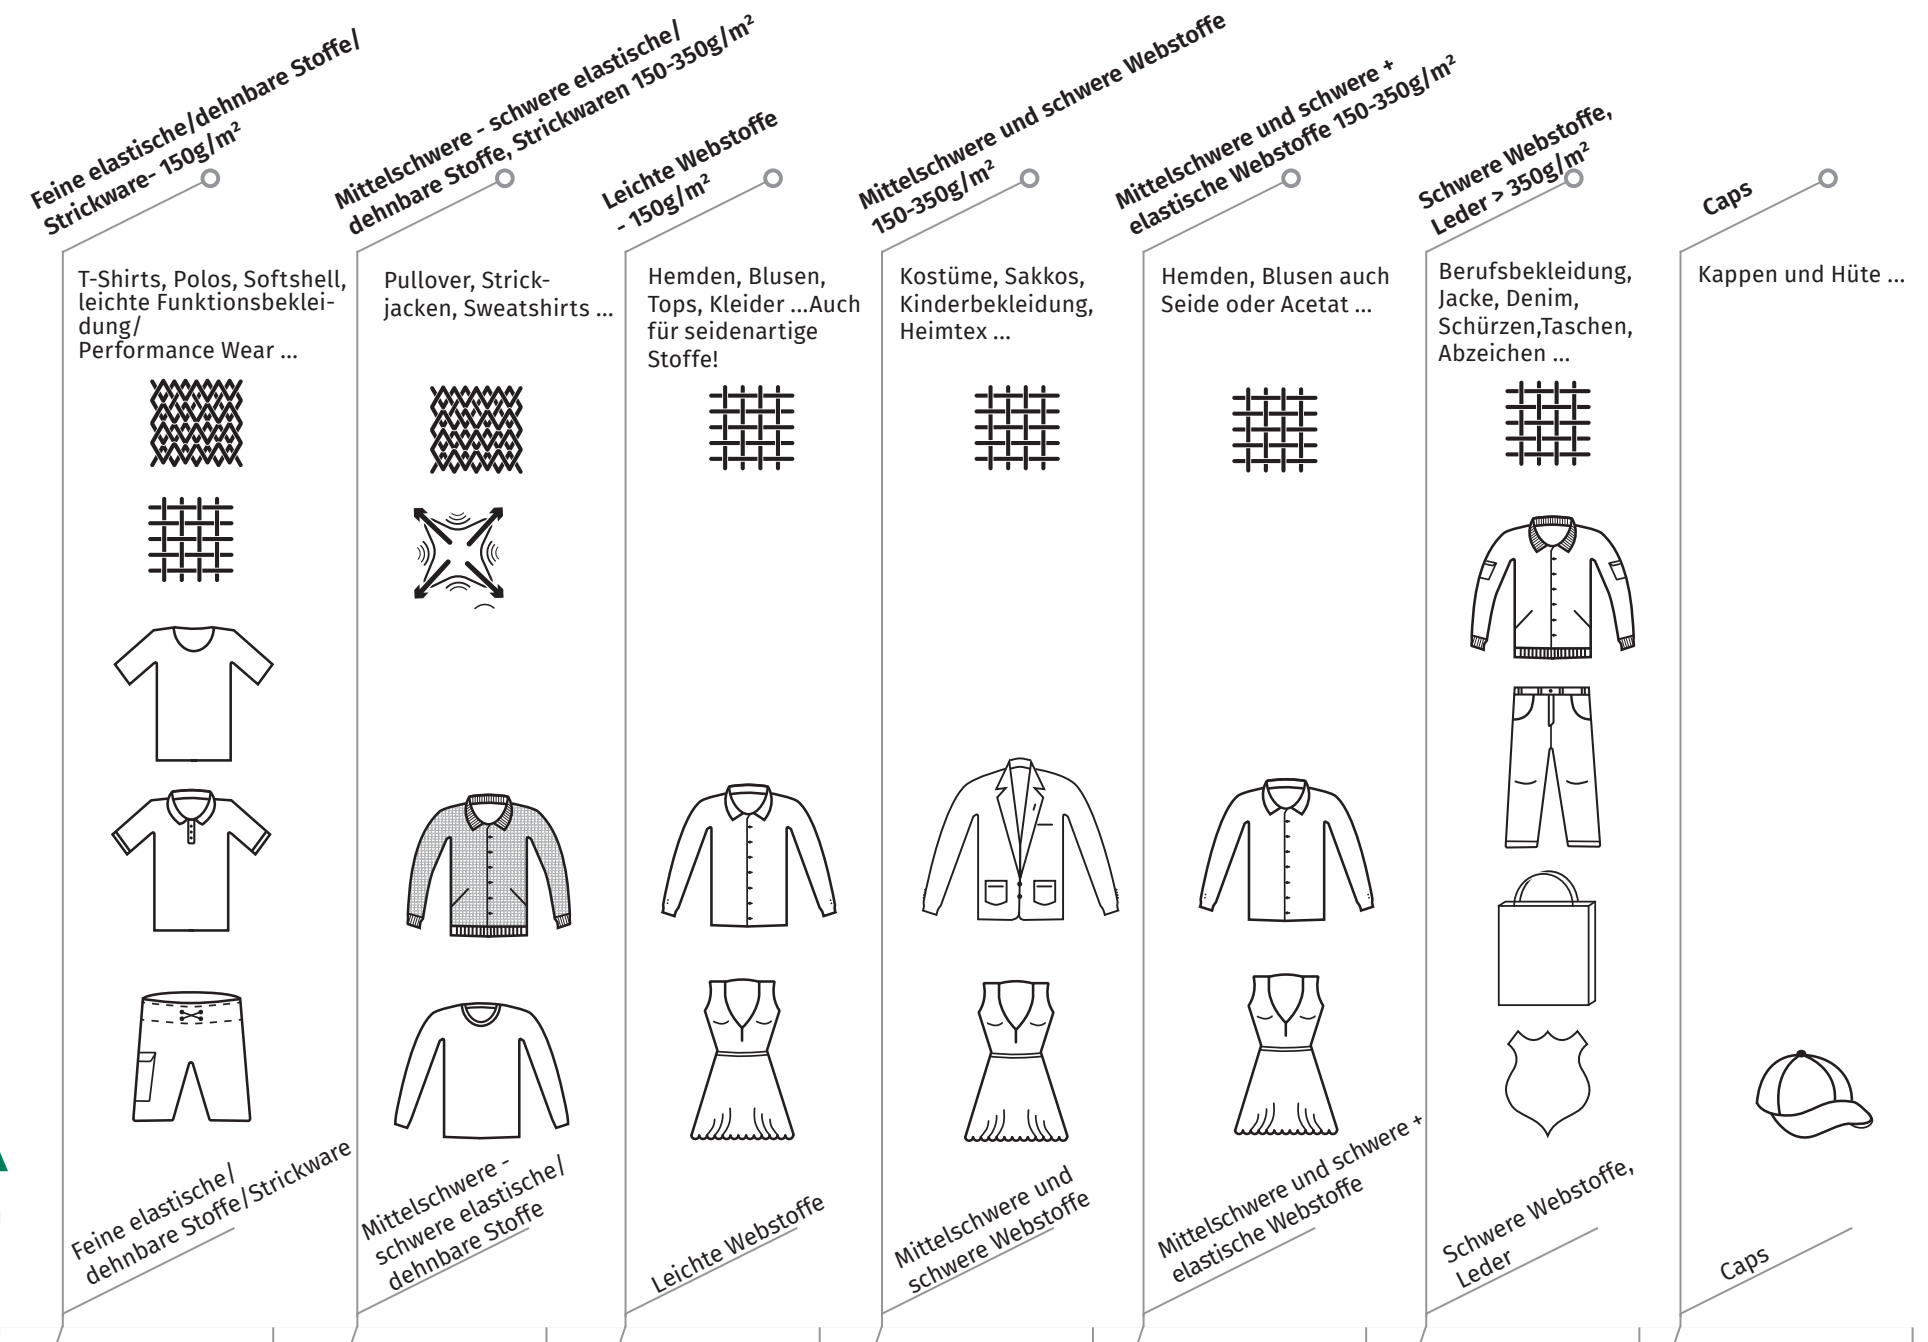 Feine elastische/dehnbare Stoffe/
Strickware- 150g/m²
Mittelschwere - schwere elastische/
dehnbare Stoffe, Strickwaren 150-350g/m²
Leichte Webstoffe
- 150g/m²
Mittelschwere und schwere Webstoffe
150-350g/m²
Mittelschwere und schwere +
elastische Webstoffe 150-350g/m²
Schwere Webstoffe,
Leder > 350g/m²
Caps
T-Shirts, Polos, Softshell,
leichte Funktionsbeklei-
dung/
Performance Wear ...
Pullover, Strick-
jacken, Sweatshirts ...
Hemden, Blusen,
Tops, Kleider ...Auch
für seidenartige
Stoffe!
Kostüme, Sakkos,
Kinderbekleidung,
Heimtex ...
Hemden, Blusen auch
Seide oder Acetat ...
Berufsbekleidung,
Jacke, Denim,
Schürzen,Taschen,
Abzeichen ...
Kappen und Hüte ...
Feine elastische/
dehnbare Stoffe/Strickware
Mittelschwere -
schwere elastische/
dehnbare Stoffe
Leichte Webstoffe
Mittelschwere und
schwere Webstoffe
Mittelschwere und schwere +
elastische Webstoffe
Schwere Webstoffe,
Leder
Caps